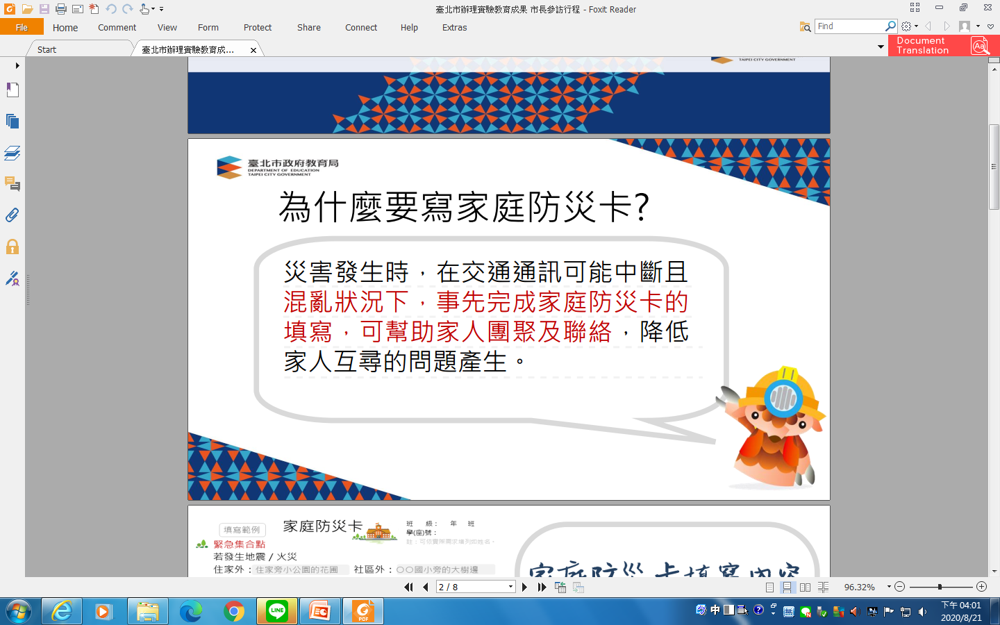 臺北市辦理實驗教育成果 市長參訪行程 - Foxit Reader
File Home Comment View Form Protect Share Connect Help Extras
Find
Start
臺北市辦理實驗教育成...
Document
Translation
TAIPEI CITY GOVERNMENT
臺北市政府教育局
DEPARTMENT OF EDUCATION
TAIPEI CITY GOVERNMENT
為什麼要寫家庭防災卡?
災害發生時，在交通通訊可能中斷且
混亂狀況下，事先完成家庭防災卡的
填寫，可幫助家人團聚及聯絡，降低
家人互尋的問題產生。
填寫範例
家庭防災卡
班 級： 年 班
學(座)號：
註：可依實際需求增列如姓名。
緊急集合點
若發生地震 / 火災
住家外：住家旁小公園的花圃 社區外：○○國小旁的大樹邊
家庭防災卡填寫內容
2 / 8
96.32%
LINE
PDF
中
下午 04:01
2020/8/21